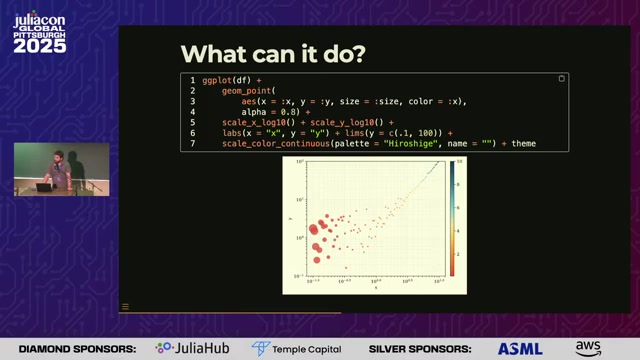 juliacon
GLOBAL
PITTSBURGH
2025
What can it do?
1 ggplot(df) +
2 geom_point(
3 aes(x = :x, y = :y, size = :size, color = :x),
4 alpha = 0.8) +
5 scale_x_log10() + scale_y_log10() +
6 labs(x = "x", y = "y") + lims(y = c(.1, 100)) +
7 scale_color_continuous(palette = "Hiroshige", name = "") + theme
DIAMOND SPONSORS: JuliaHub Temple Capital SILVER SPONSORS: ASML aws